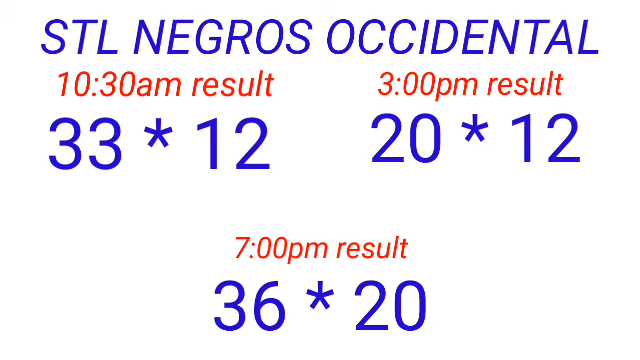 STL NEGROS OCCIDENTAL
10:30am result
33 * 12
3:00pm result
20 * 12
7:00pm result
36 * 20